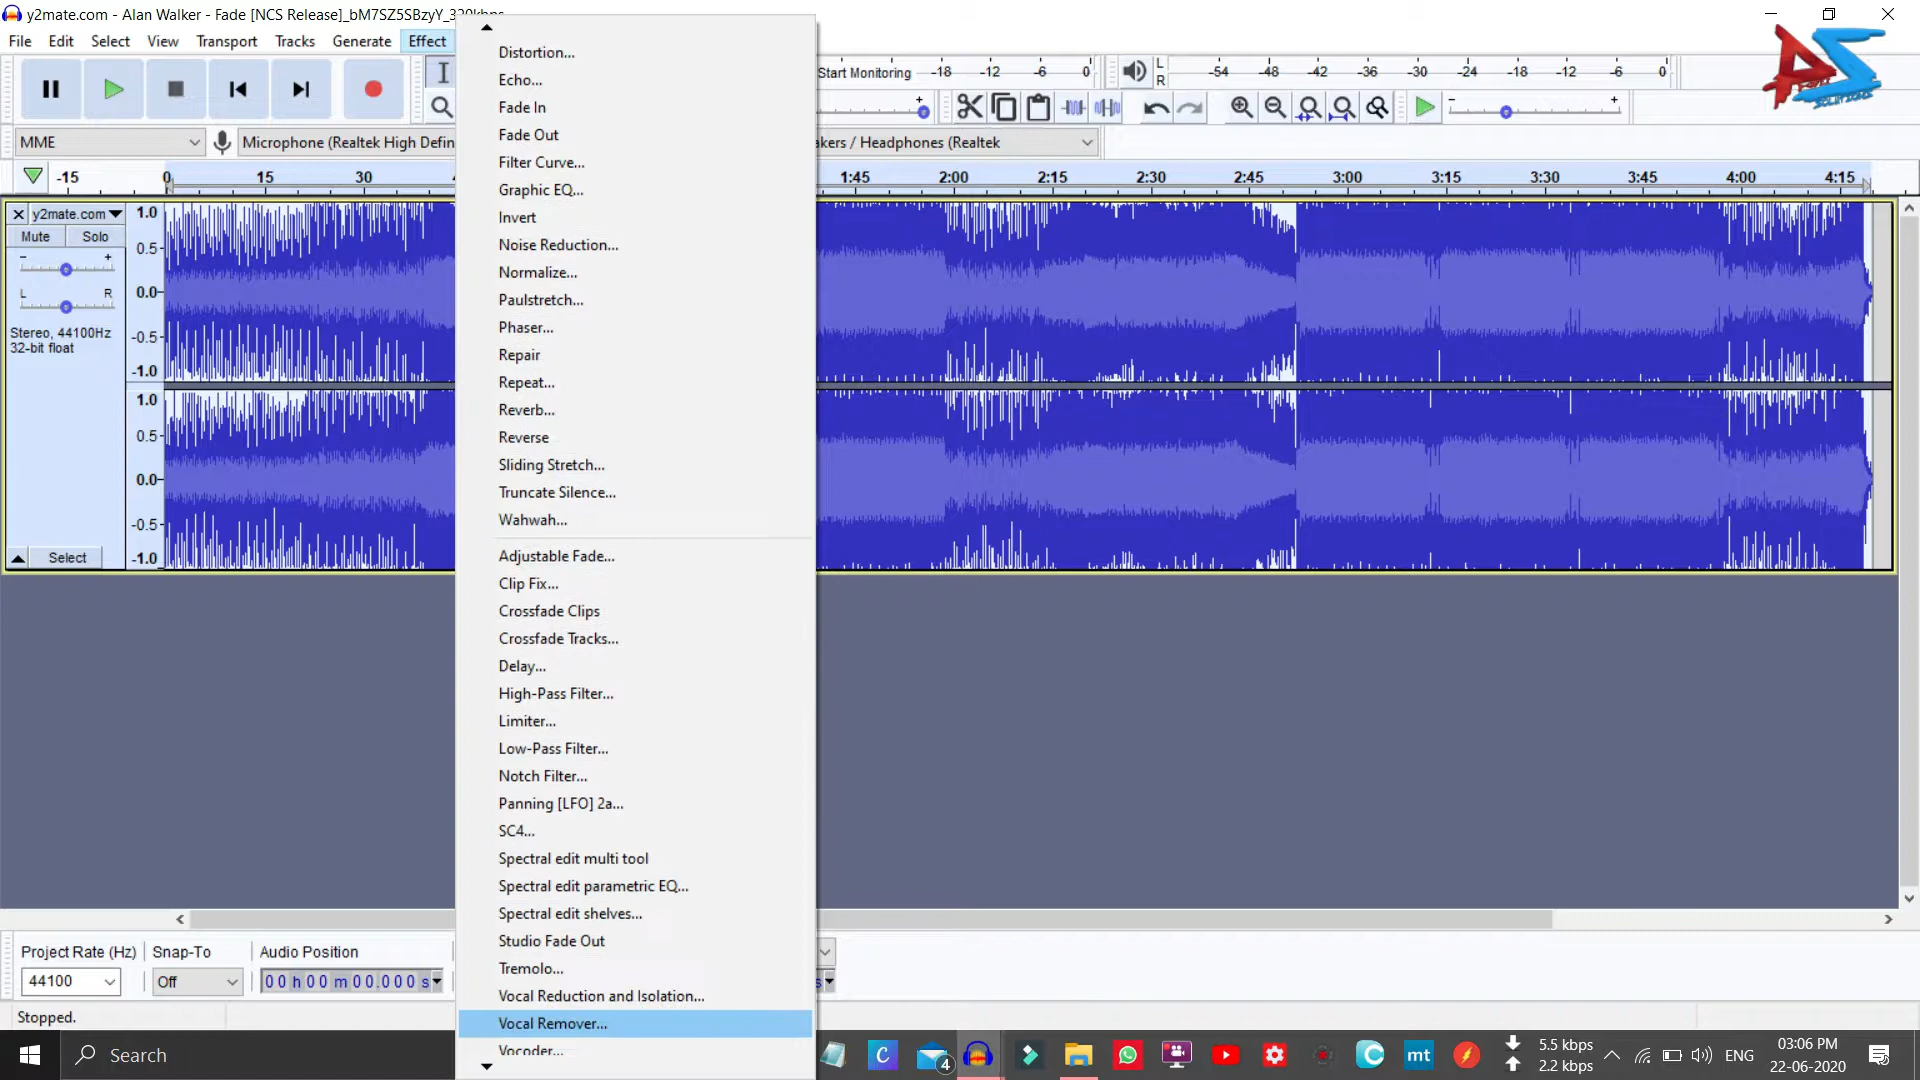 y2mate.com - Alan Walker - Fade [NCS Release]_bM7SZ5SBzyY_320kbps
File Edit Select View Transport Tracks Generate Effect
Start Monitoring -18 -12 -6 0
L R -54 -48 -42 -36 -30 -24 -18 -12 -6 0
MME
Microphone (Realtek High Defin
akers / Headphones (Realtek
-15 0 15 30 1:45 2:00 2:15 2:30 2:45 3:00 3:15 3:30 3:45 4:00 4:15
y2mate.com
Mute Solo
- +
L R
Stereo, 44100Hz
32-bit float
Select
1.0
0.5
0.0
-0.5
-1.0
1.0
0.5
0.0
-0.5
-1.0
Distortion...
Echo...
Fade In
Fade Out
Filter Curve...
Graphic EQ...
Invert
Noise Reduction...
Normalize...
Paulstretch...
Phaser...
Repair
Repeat...
Reverb...
Reverse
Sliding Stretch...
Truncate Silence...
Wahwah...
Adjustable Fade...
Clip Fix...
Crossfade Clips
Crossfade Tracks...
Delay...
High-Pass Filter...
Limiter...
Low-Pass Filter...
Notch Filter...
Panning [LFO] 2a...
SC4...
Spectral edit multi tool
Spectral edit parametric EQ...
Spectral edit shelves...
Studio Fade Out
Tremolo...
Vocal Reduction and Isolation...
Vocal Remover...
Vocoder...
Project Rate (Hz) Snap-To Audio Position
44100 Off 00 h 00 m 00.000 s
s
Stopped.
Search
C
4
mt
5.5 kbps
2.2 kbps
ENG
03:06 PM
22-06-2020
SOLUTIONS